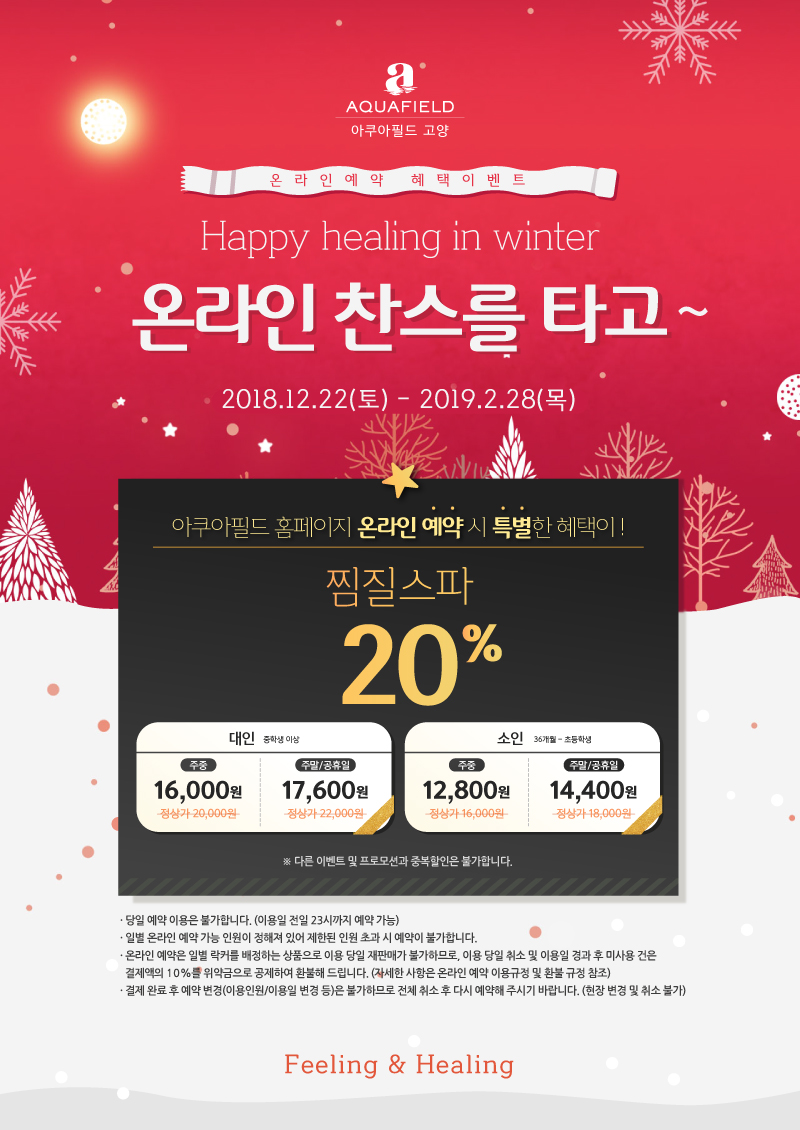 a
AQUAFIELD
아쿠아필드 고양
온라인예약 혜택이벤트
Happy healing in winter
온라인 찬스를 타고~
2018.12.22(토) - 2019.2.28(목)
아쿠아필드 홈페이지 온라인 예약 시 특별한 혜택이!
찜질스파
20%
대인 중학생 이상
주중 주말/공휴일
16,000원 17,600원
정상가 20,000원 정상가 22,000원
소인 36개월 - 초등학생
주중 주말/공휴일
12,800원 14,400원
정상가 16,000원 정상가 18,000원
※ 다른 이벤트 및 프로모션과 중복할인은 불가합니다.
· 당일 예약 이용은 불가합니다. (이용일 전일 23시까지 예약 가능)
· 일별 온라인 예약 가능 인원이 정해져 있어 제한된 인원 초과 시 예약이 불가합니다.
· 온라인 예약은 일별 락커를 배정하는 상품으로 이용 당일 재판매가 불가하므로, 이용 당일 취소 및 이용일 경과 후 미사용 건은
결제액의 10%를 위약금으로 공제하여 환불해 드립니다. (자세한 사항은 온라인 예약 이용규정 및 환불 규정 참조)
· 결제 완료 후 예약 변경(이용인원/이용일 변경 등)은 불가하므로 전체 취소 후 다시 예약해 주시기 바랍니다. (현장 변경 및 취소 불가)
Feeling & Healing